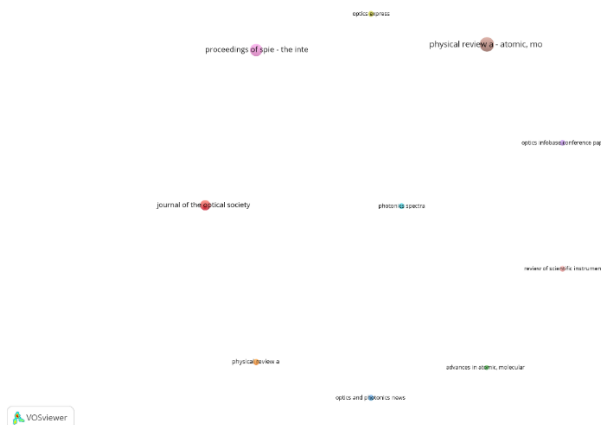 optics express
physical review a - atomic, mo
proceedings of spie - the inte
optics infobase conference pap
journal of the optical society
photonics spectra
review of scientific instrumen
physical review a
advances in atomic, molecular
optics and photonics news
VOSviewer